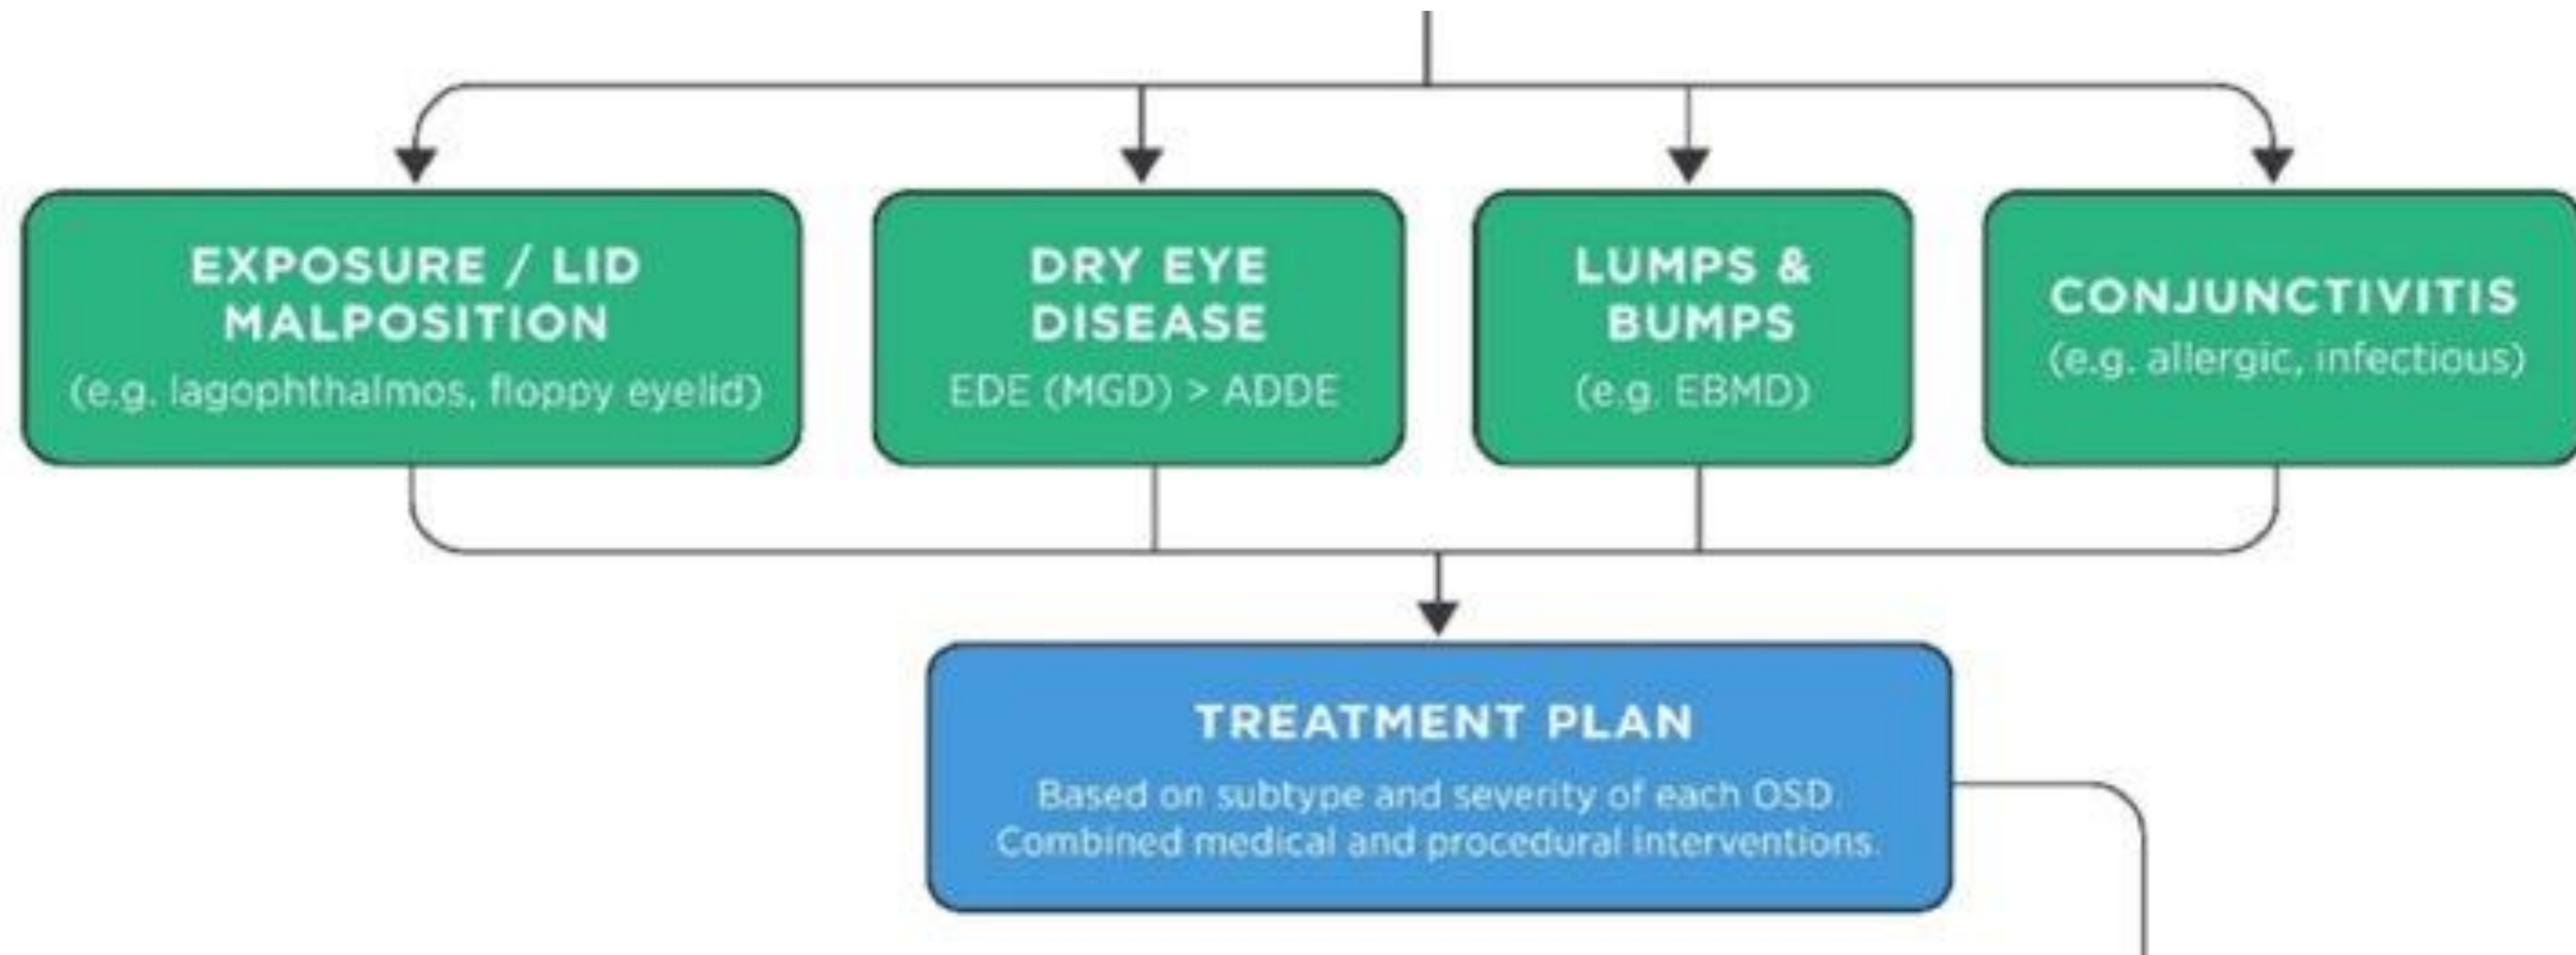 EXPOSURE / LID
MALPOSITION
(e.g. lagophthalmos, floppy eyelid)
DRY EYE
DISEASE
EDE (MGD) > ADDE
LUMPS &
BUMPS
(e.g. EBMD)
CONJUNCTIVITIS
(e.g. allergic, infectious)
TREATMENT PLAN
Based on subtype and severity of each OSD.
Combined medical and procedural interventions.